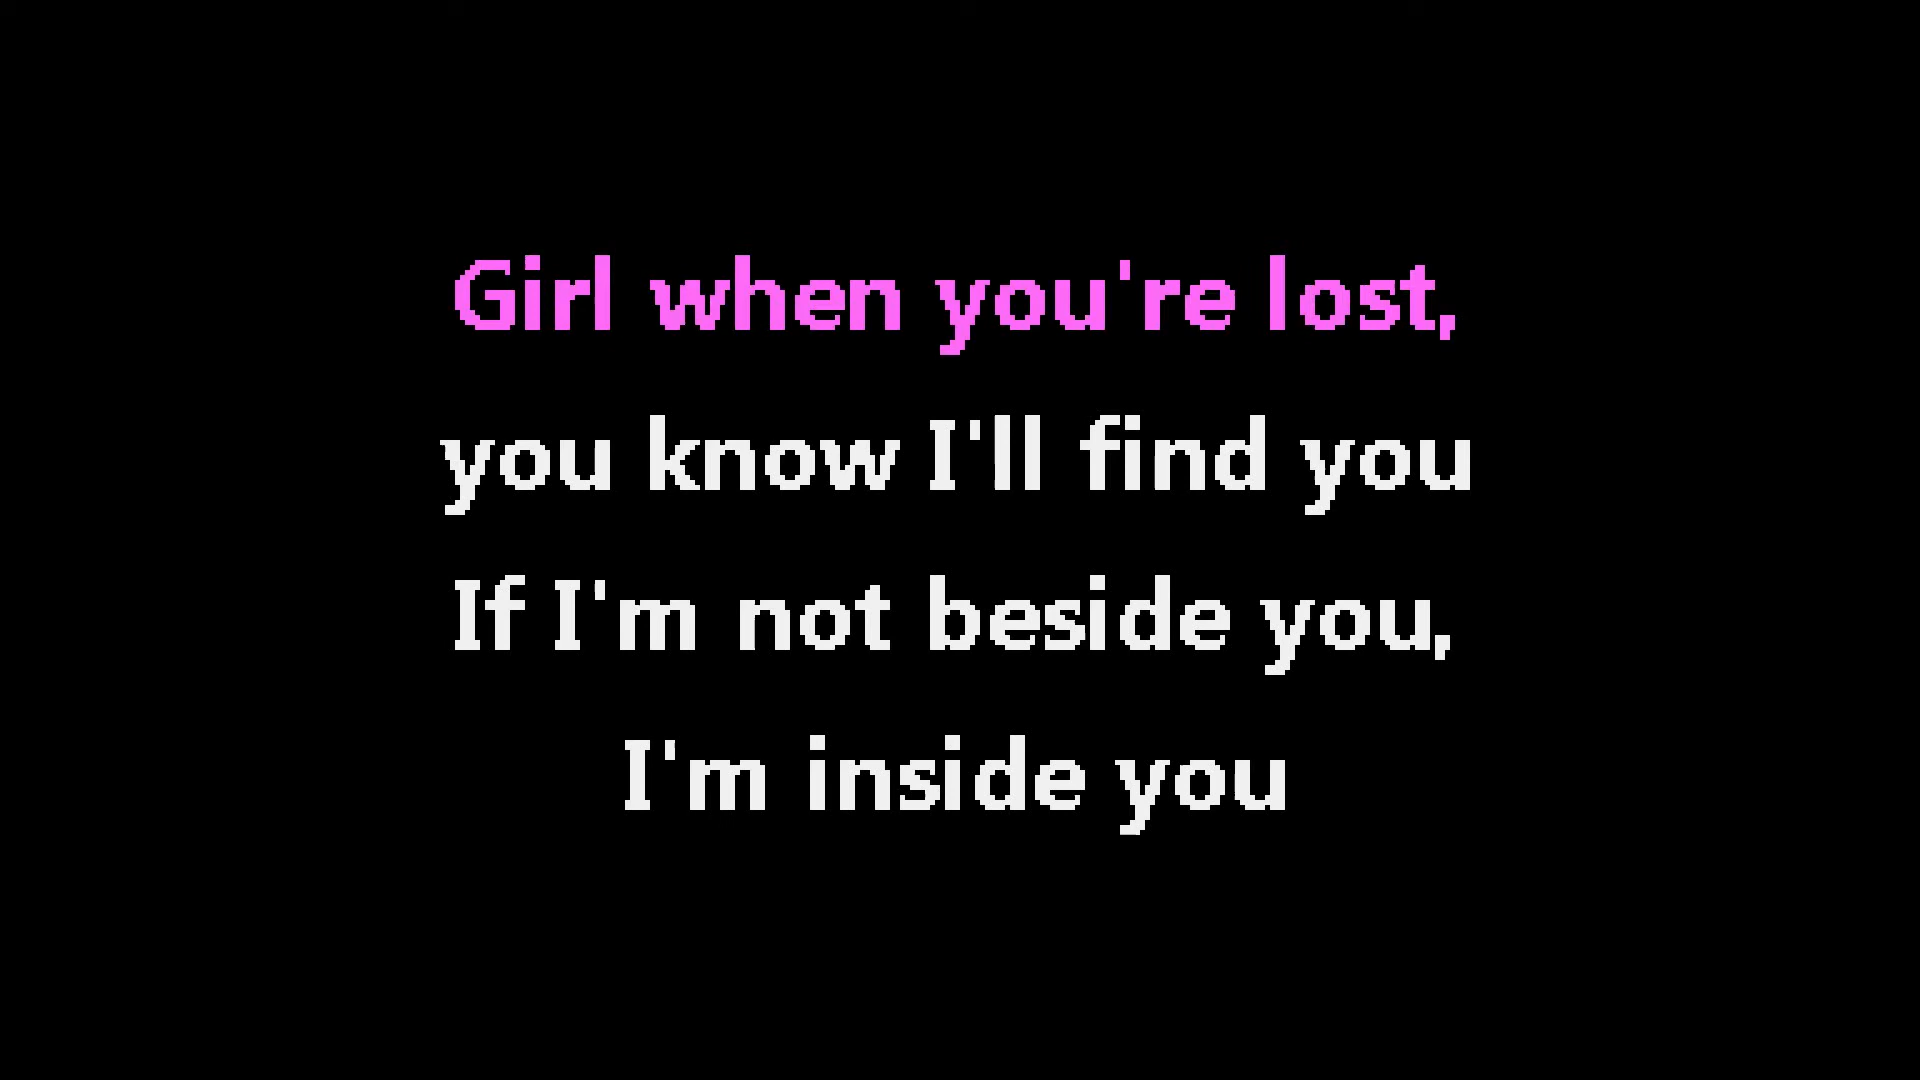 Girl when you're lost,
you know I'll find you
If I'm not beside you,
I'm inside you